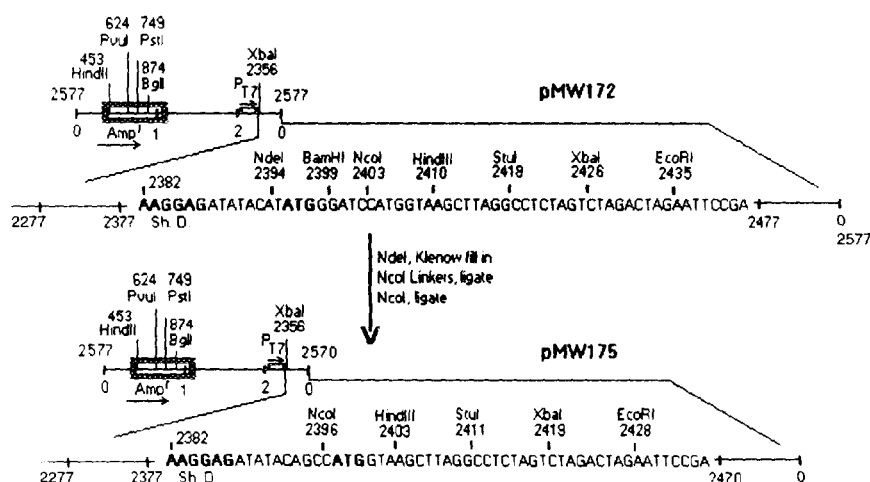 624 749
PvuI PstI
453 874
HindII BglI
XbaI
2356
PT7
2577 2577
pMW172
0 Ampr 1 2 0
NdeI BamHI NcoI HindIII StuI XbaI EcoRI
2382 2394 2399 2403 2410 2418 2426 2435
AAGGAGATATACATATGGGATCCATGGTAAGCTTAGGCCTCTAGTCTAGACTAGAATTCCGA
2277 2377 Sh. D. 2477 0
2577
NdeI, Klenow fill in
NcoI Linkers, ligate
NcoI, ligate
624 749
PvuI PstI
453 874
HindII BglI
XbaI
2356
PT7
2577 2570
pMW175
0 Ampr 1 2 0
NcoI HindIII StuI XbaI EcoRI
2382 2396 2403 2411 2419 2428
AAGGAGATATACAGCCATGGTAAGCTTAGGCCTCTAGTCTAGACTAGAATTCCGA
2277 2377 Sh. D. 2470 0